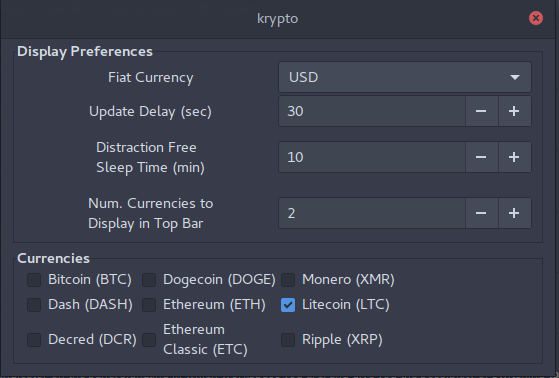 krypto
Display Preferences
Fiat Currency
USD
Update Delay (sec)
30
Distraction Free
Sleep Time (min)
10
Num. Currencies to
Display in Top Bar
2
Currencies
Bitcoin (BTC) Dogecoin (DOGE) Monero (XMR)
Dash (DASH) Ethereum (ETH) Litecoin (LTC)
Decred (DCR) Ethereum
Classic (ETC) Ripple (XRP)